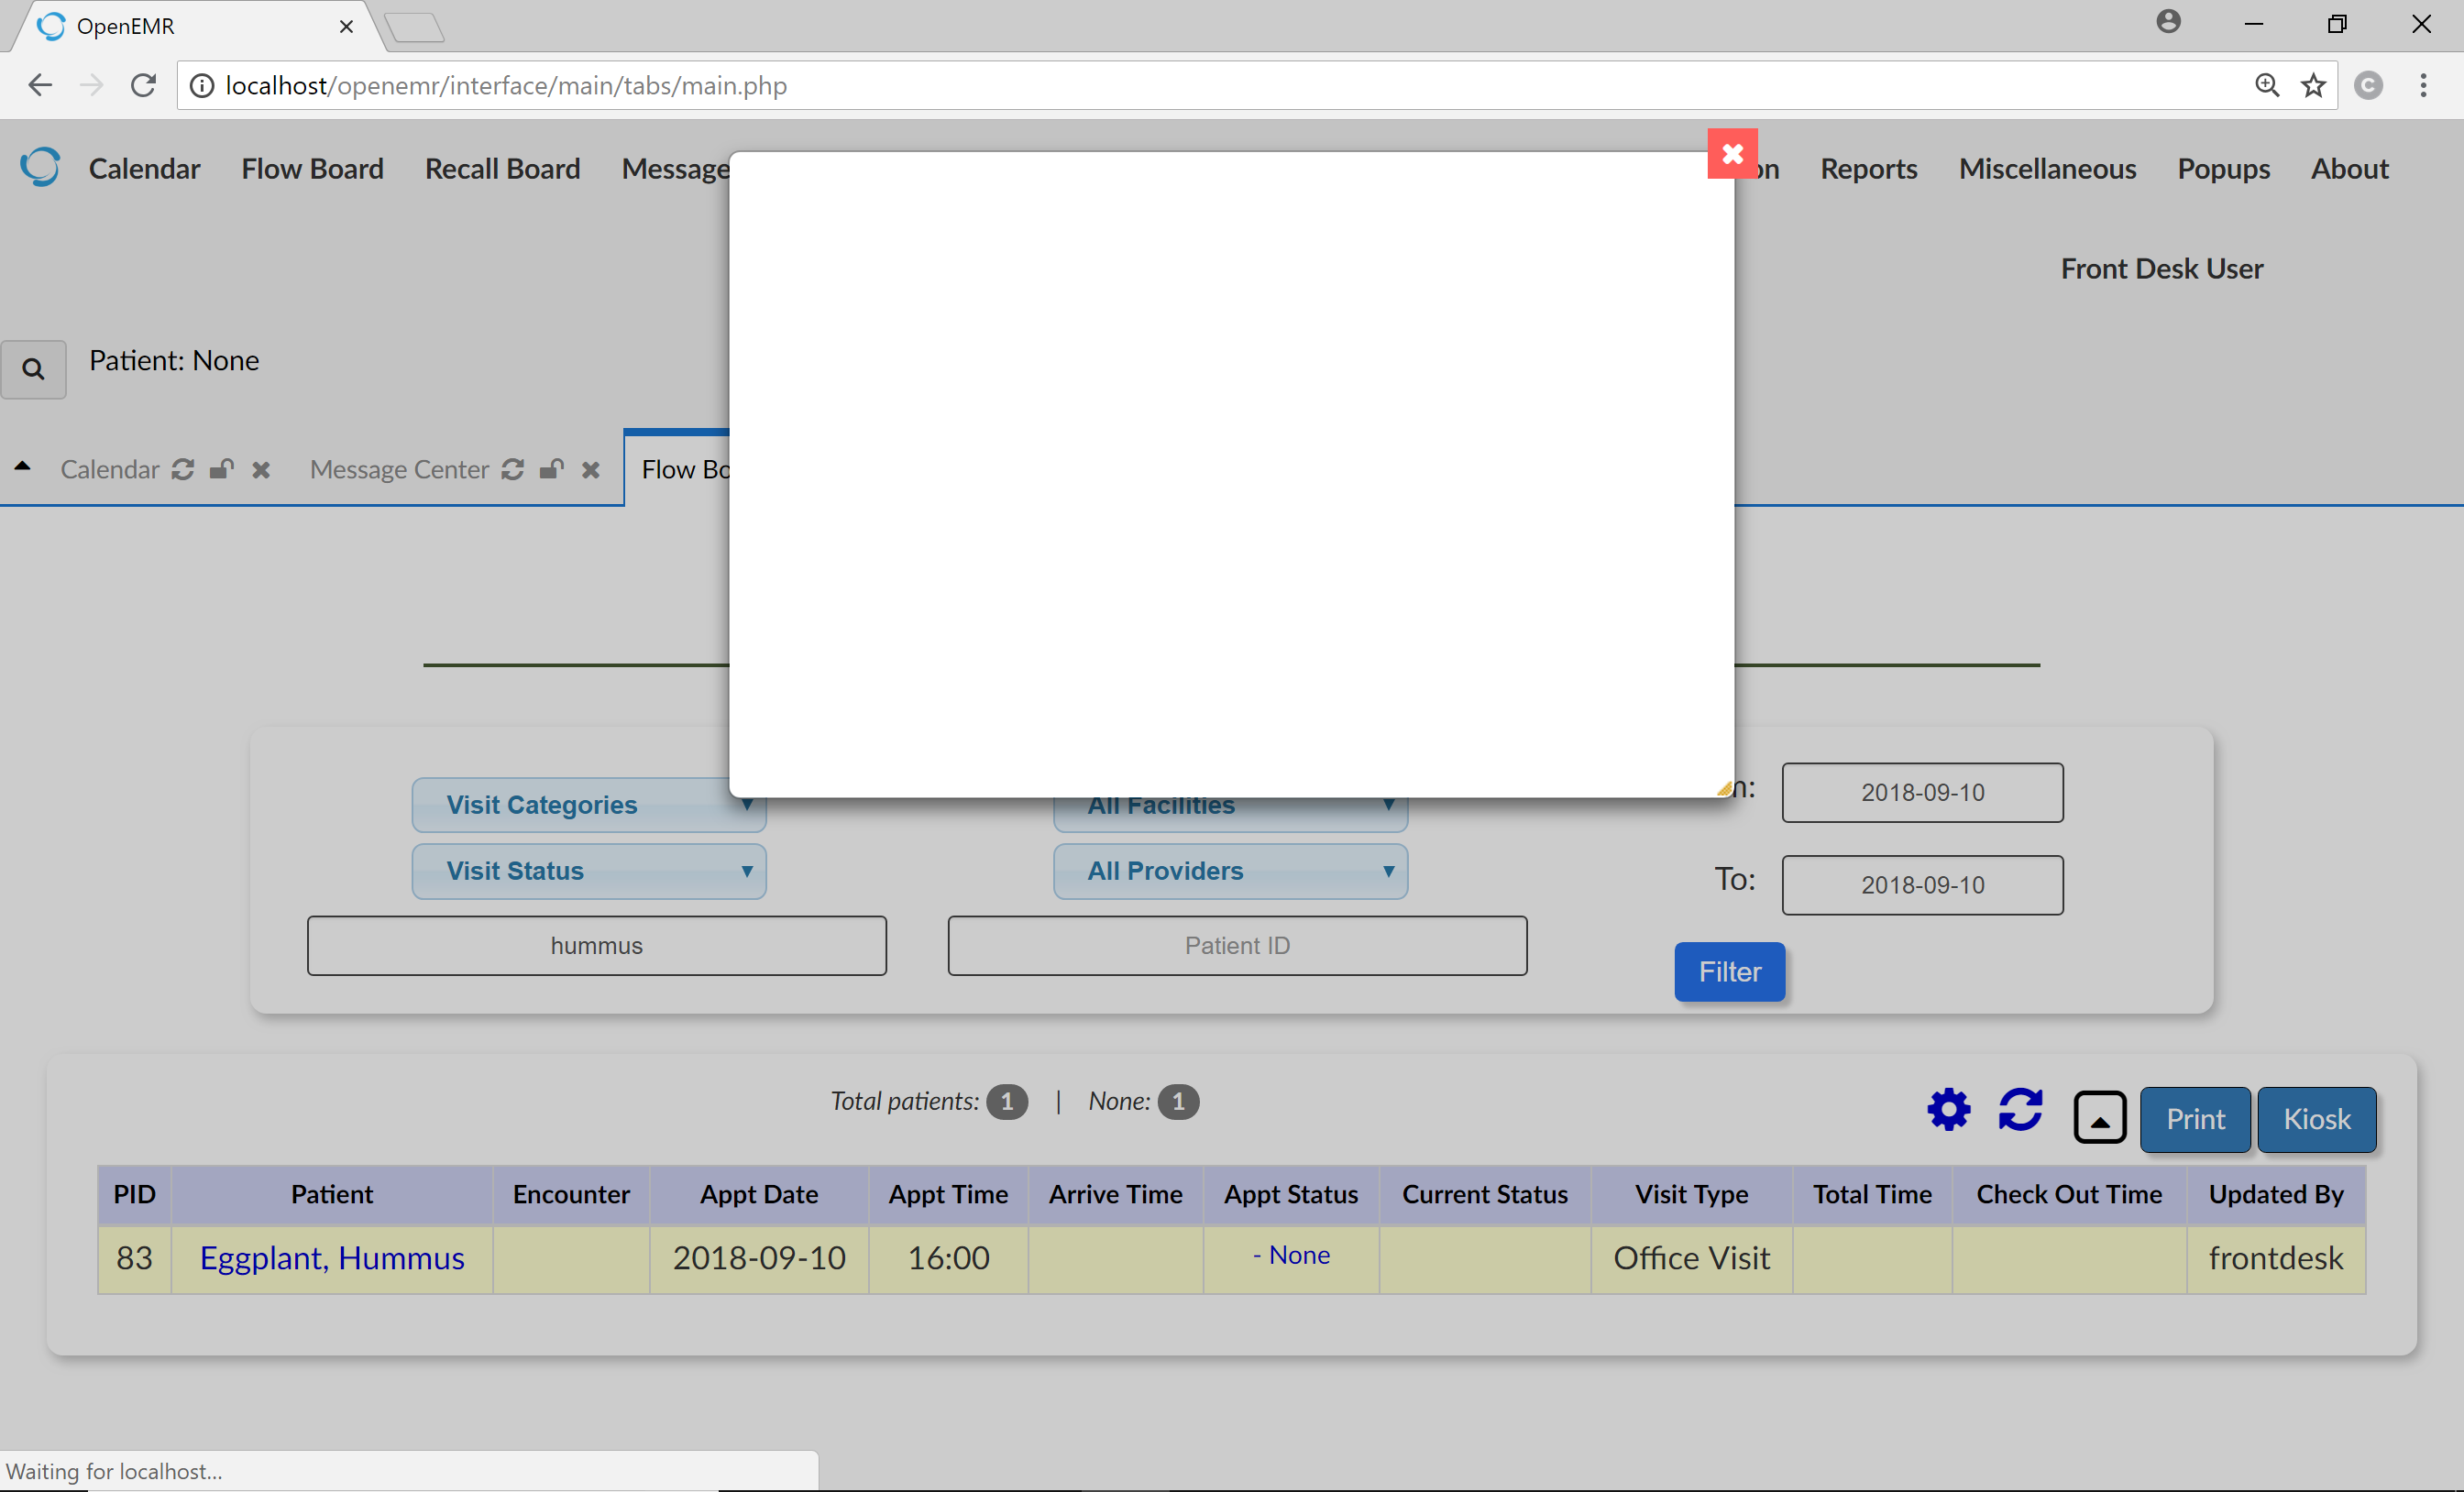 OpenEMR
localhost/openemr/interface/main/tabs/main.php
Calendar Flow Board Recall Board Message on Reports Miscellaneous Popups About
Front Desk User
Patient: None
Calendar Message Center Flow Bo
Visit Categories All Facilities n: 2018-09-10
Visit Status All Providers To: 2018-09-10
hummus Patient ID
Filter
Total patients: 1 | None: 1
Print Kiosk
PID Patient Encounter Appt Date Appt Time Arrive Time Appt Status Current Status Visit Type Total Time Check Out Time Updated By
83 Eggplant, Hummus 2018-09-10 16:00 - None Office Visit frontdesk
Waiting for localhost...